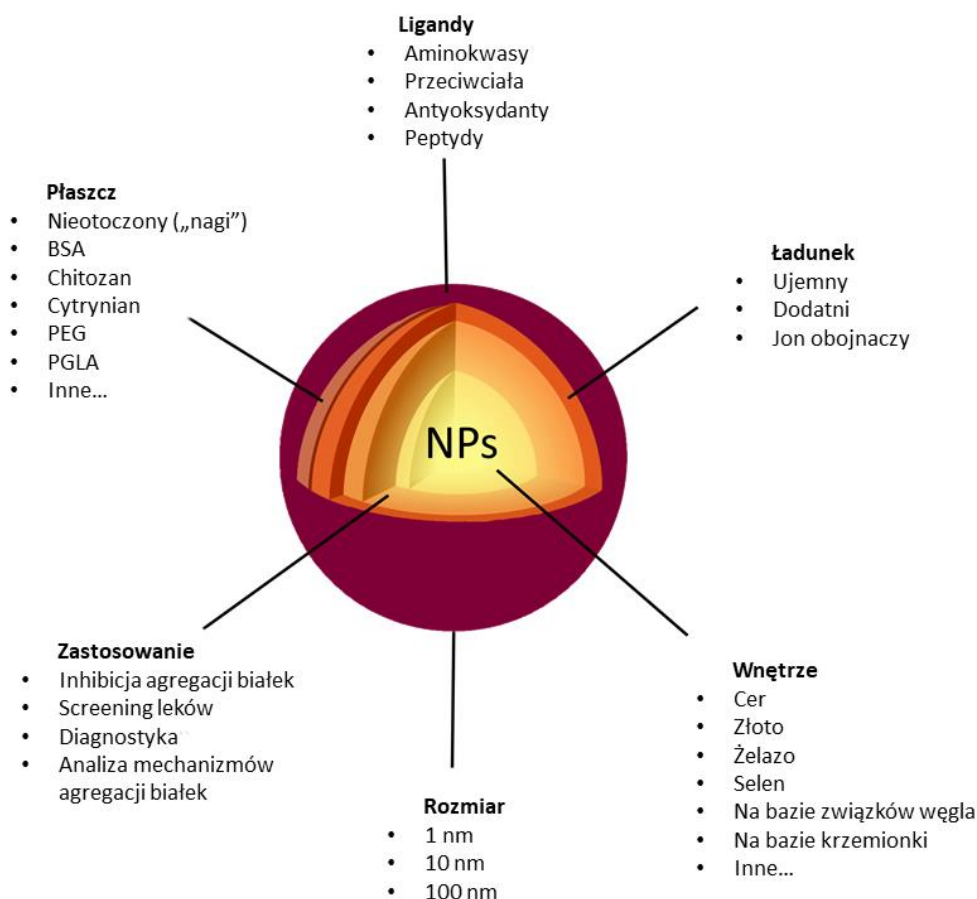 Ligandy
• Aminokwasy
• Przeciwciała
• Antyoksydanty
• Peptydy
Płaszcz
• Nieotoczony („nagi”)
• BSA
• Chitozan
• Cytrynian
• PEG
• PGLA
• Inne...
Ładunek
• Ujemny
• Dodatni
• Jon obojnaczy
NPs
Zastosowanie
• Inhibicja agregacji białek
• Screening leków
• Diagnostyka
• Analiza mechanizmów
agregacji białek
Rozmiar
• 1 nm
• 10 nm
• 100 nm
Wnętrze
• Cer
• Złoto
• Żelazo
• Selen
• Na bazie związków węgla
• Na bazie krzemionki
• Inne...